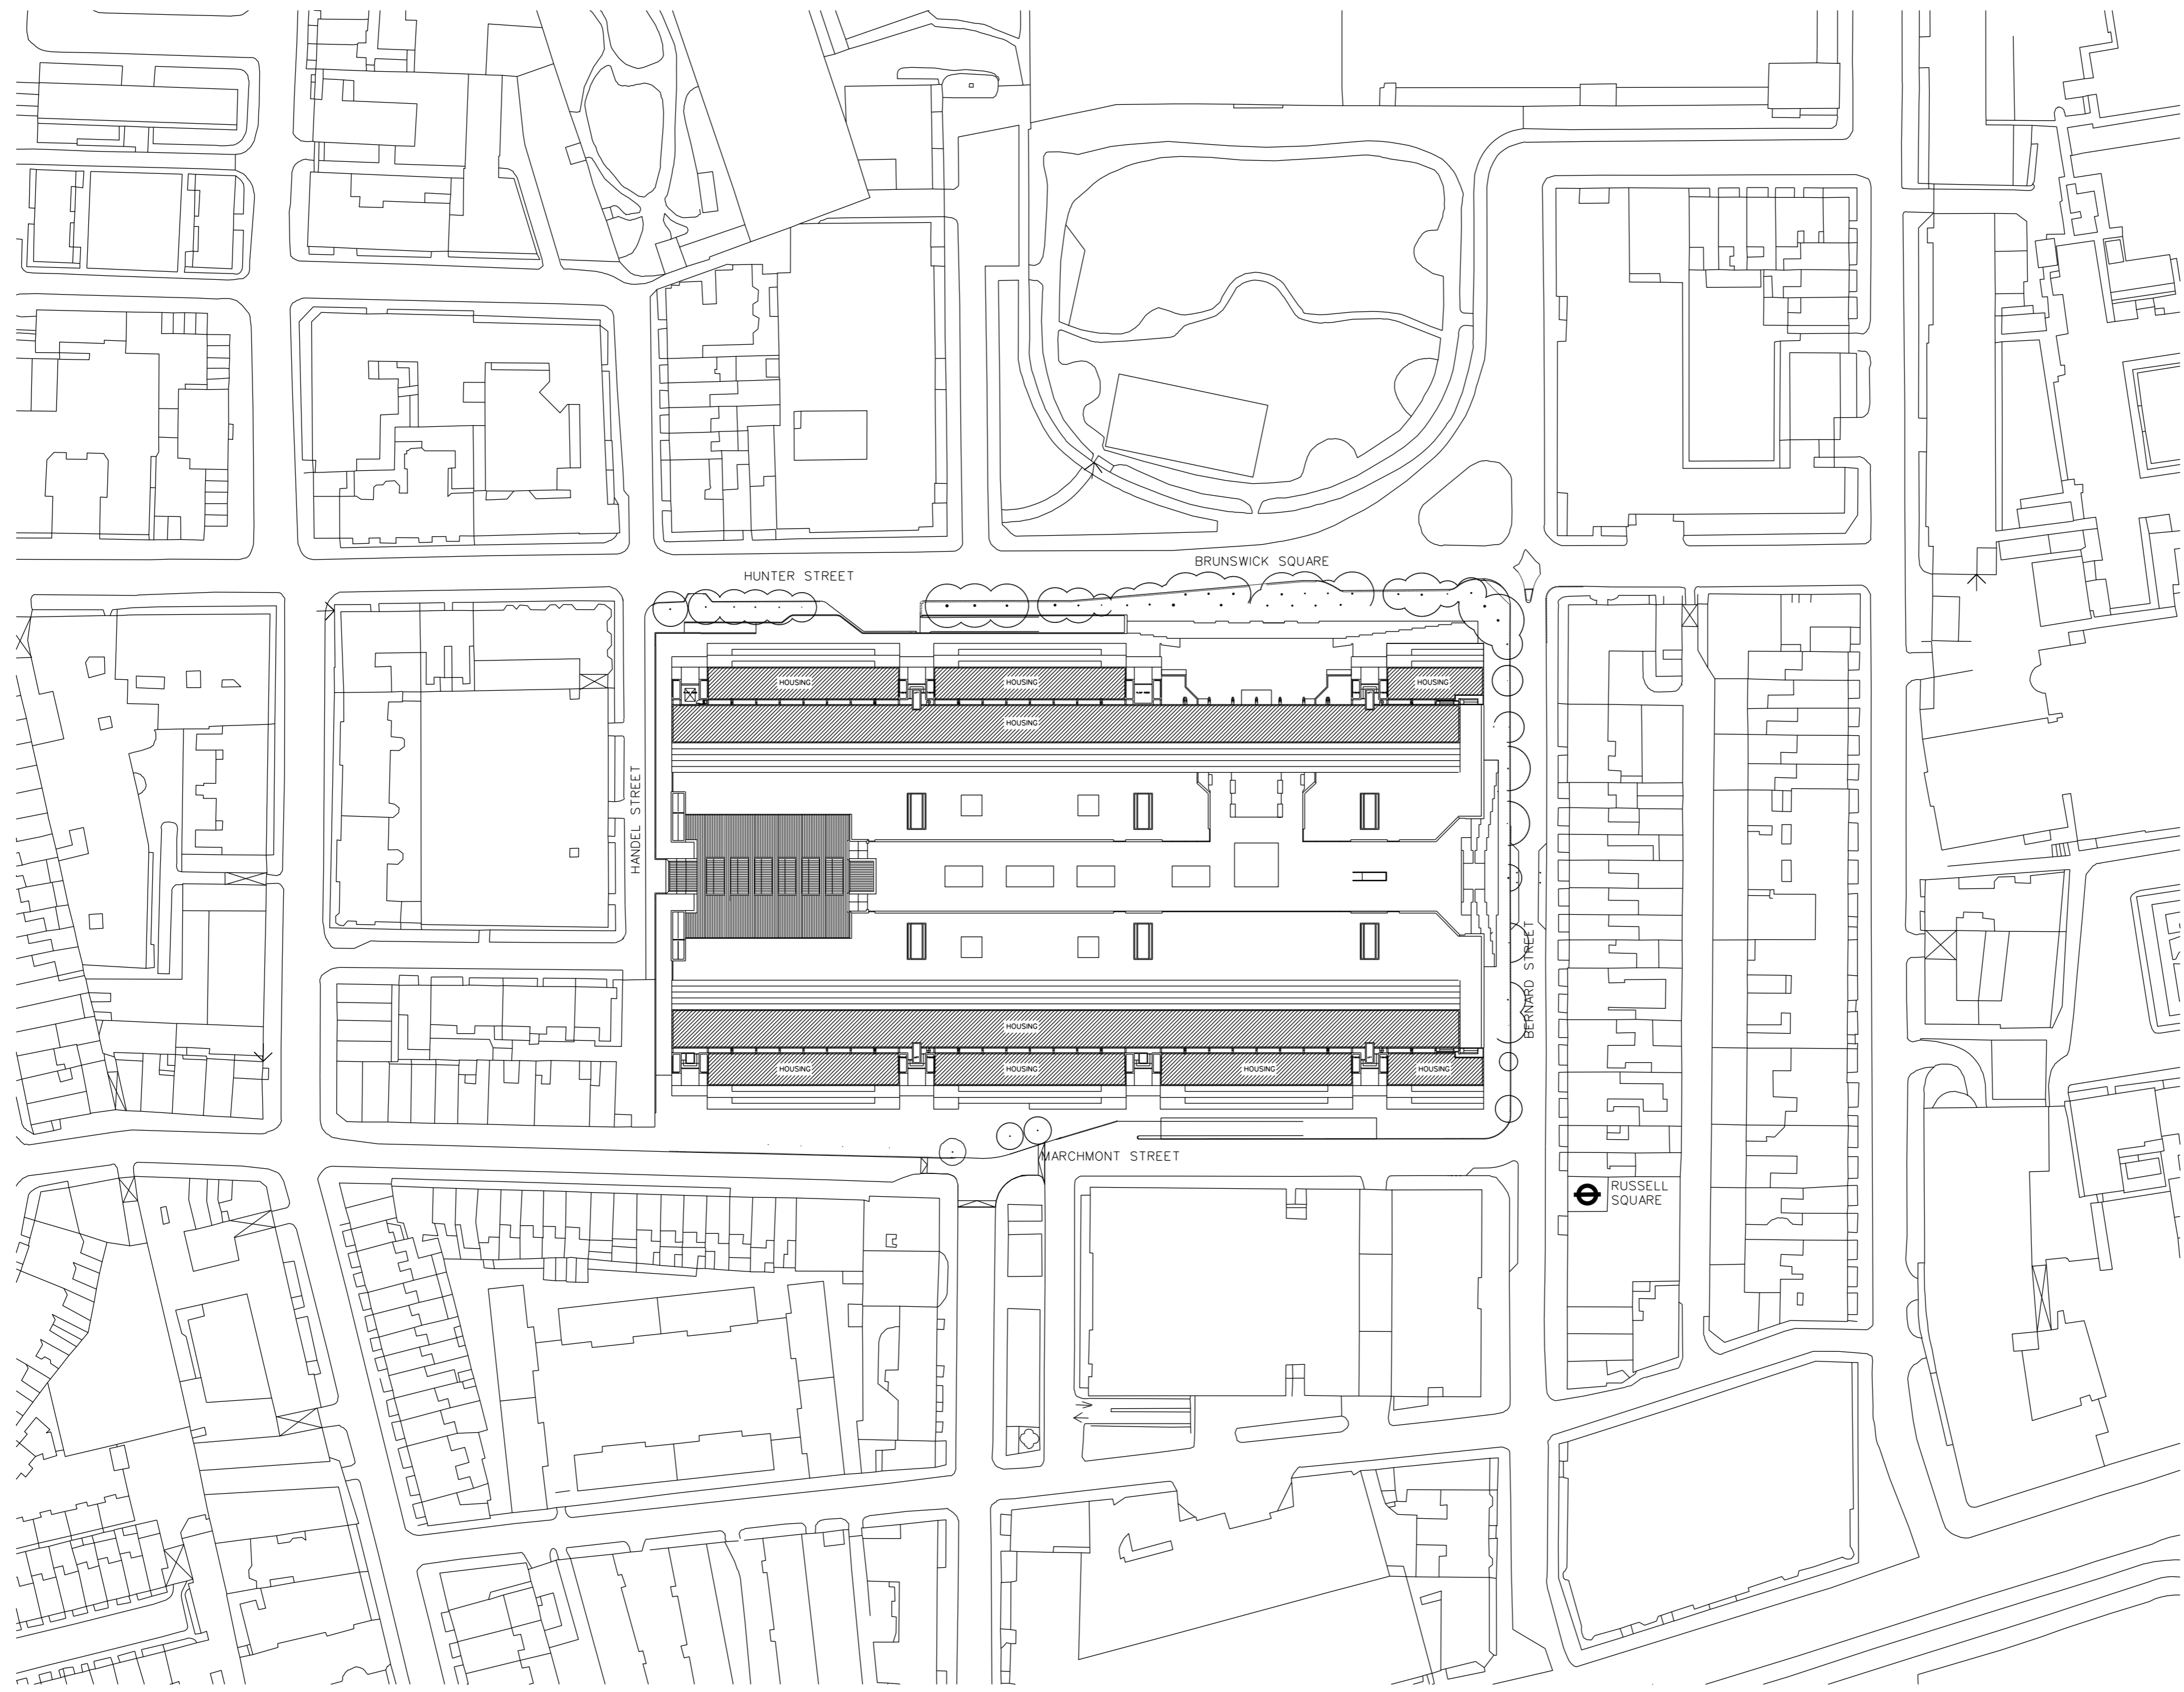 BRUNSWICK SQUARE
HUNTER STREET
HOUSING
HOUSING
HOUSING
HOUSING
HANDEL STREET
BERNARD STREET
HOUSING
HOUSING
HOUSING
HOUSING
HOUSING
MARCHMONT STREET
RUSSELL
SQUARE